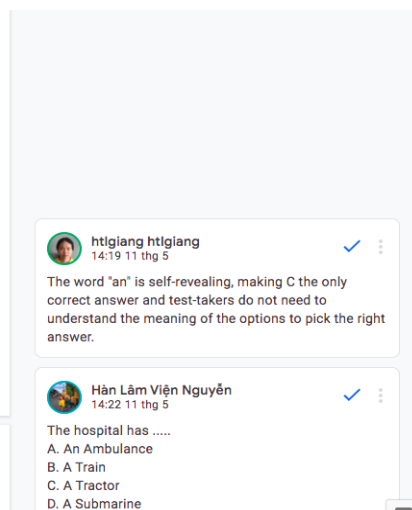 htlgiang htlgiang
14:19 11 thg 5
The word "an" is self-revealing, making C the only
correct answer and test-takers do not need to
understand the meaning of the options to pick the right
answer.
Hàn Lâm Viện Nguyễn
14:22 11 thg 5
The hospital has .....
A. An Ambulance
B. A Train
C. A Tractor
D. A Submarine